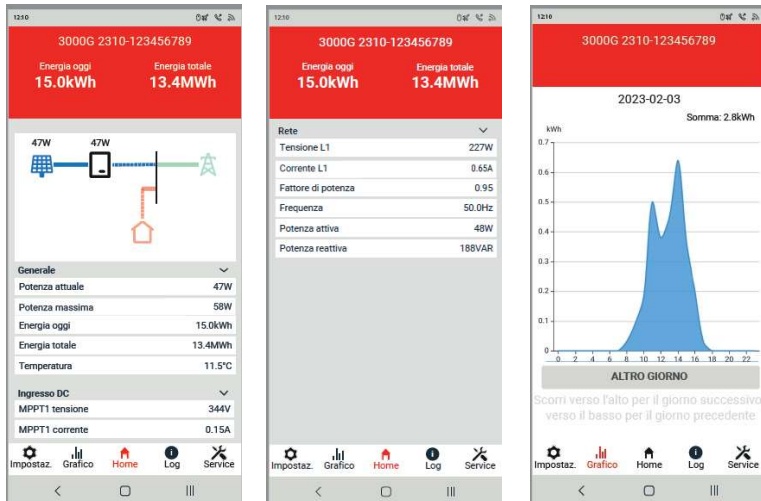 12:10
3000G 2310-123456789
Energia oggi
Energia totale
15.0kWh
13.4MWh
47W
47W
Generale
Potenza attuale
47W
Potenza massima
58W
Energia oggi
15.0kWh
Energia totale
13.4MWh
Temperatura
11.5°C
Ingresso DC
MPPT1 tensione
344V
MPPT1 corrente
0.15A
Impostaz.
Grafico
Home
Log
Service
12:10
3000G 2310-123456789
Energia oggi
Energia totale
15.0kWh
13.4MWh
Rete
Tensione L1
227W
Corrente L1
0.65A
Fattore di potenza
0.95
Frequenza
50.0Hz
Potenza attiva
48W
Potenza reattiva
188VAR
Impostaz.
Grafico
Home
Log
Service
12:10
3000G 2310-123456789
2023-02-03
Somma: 2.8kWh
kWh
0.7
0.6
0.5
0.4
0.3
0.2
0.1
0
0 2 4 6 8 10 12 14 16 18 20 22
ALTRO GIORNO
Scorri verso l'alto per il giorno successivo
verso il basso per il giorno precedente
Impostaz.
Grafico
Home
Log
Service